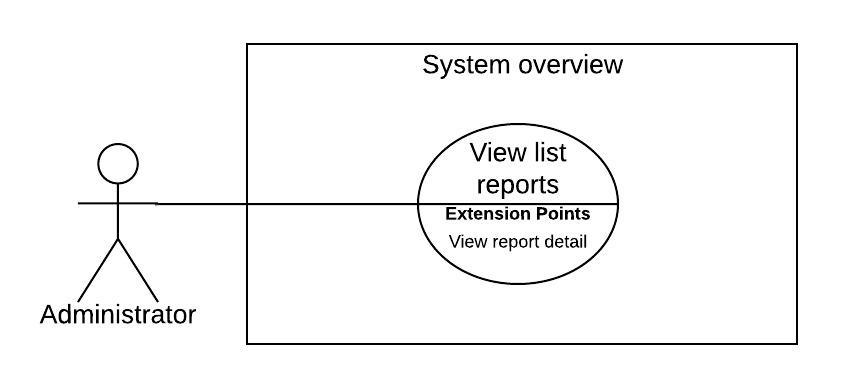 System overview
View list
reports
Extension Points
View report detail
Administrator